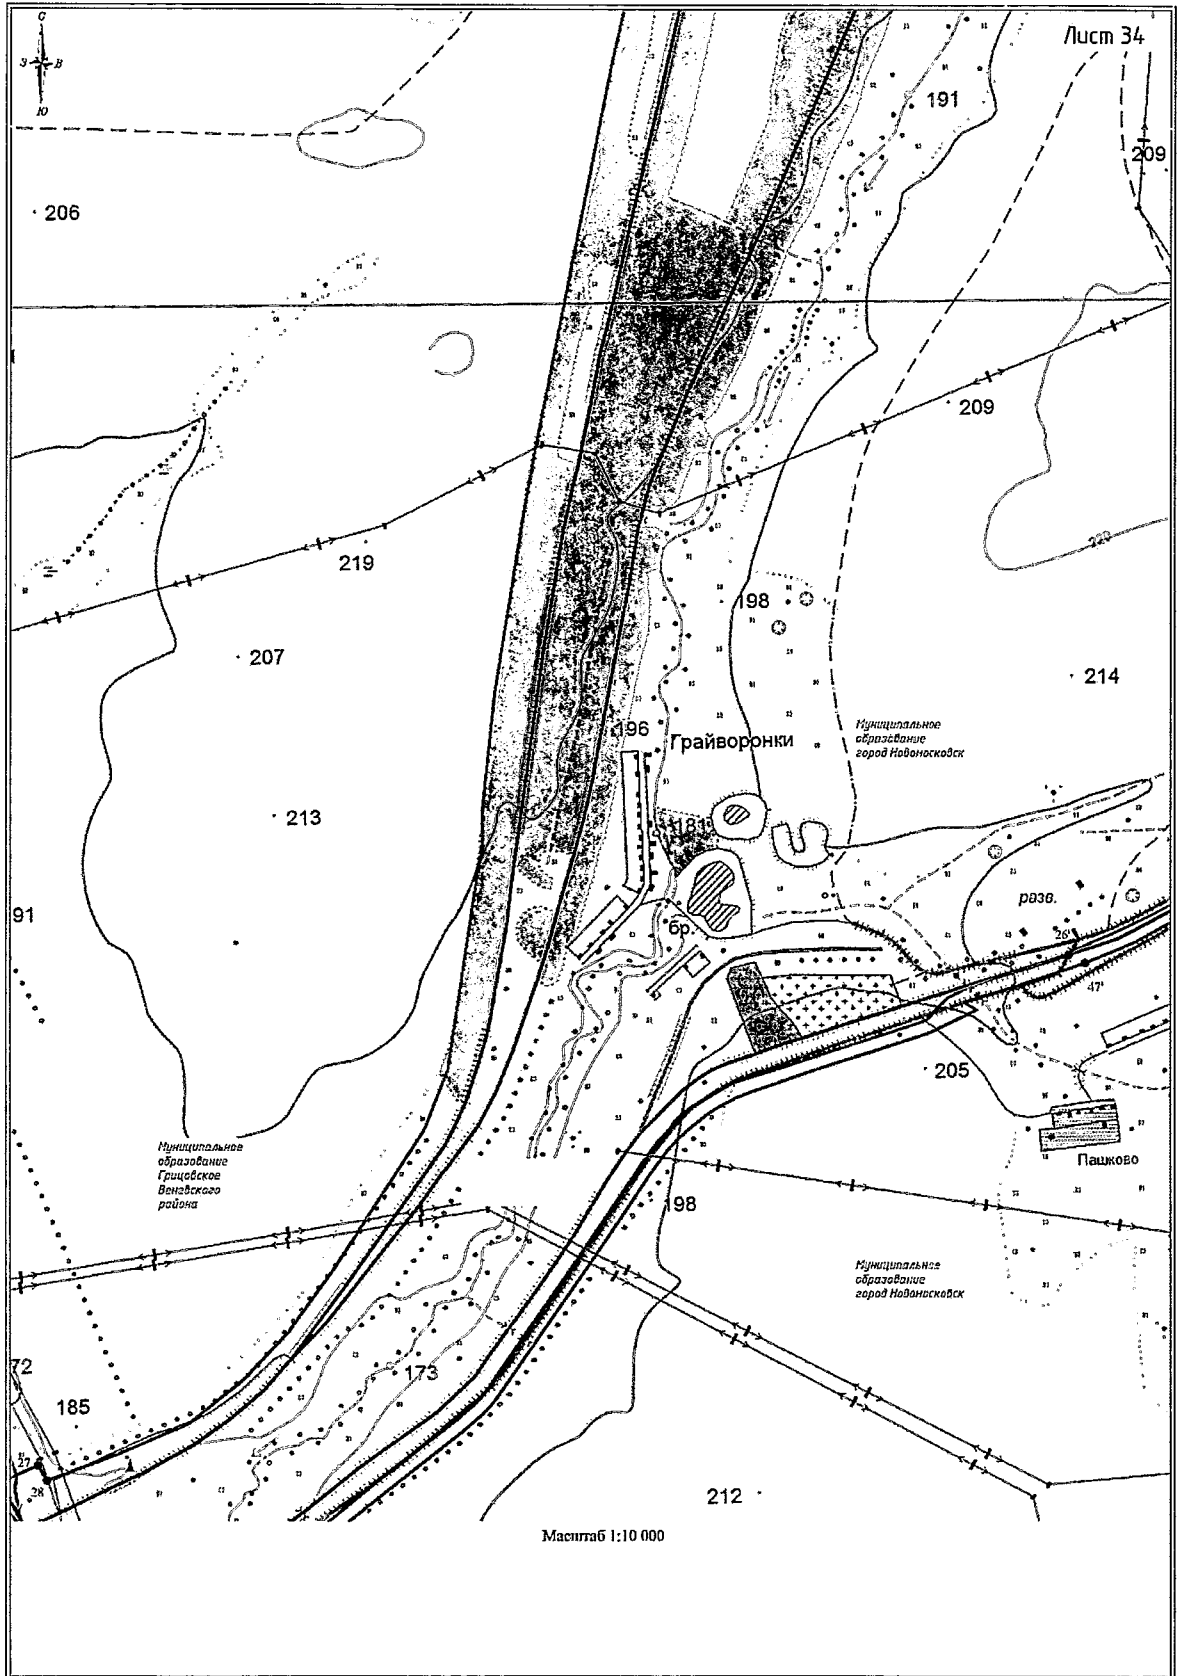 Лист 34
С
З В
Ю
191
209
206
209
219
198
207
214
196
Грайворонки
Муниципальное
образование
город Новомосковск
213
181
91
разв.
бр.
26
47
205
Муниципальное
образование
Грицовское
Веневского
района
Пашково
198
Муниципальное
образование
город Новомосковск
72
173
185
27
28
212
Масштаб 1:10 000